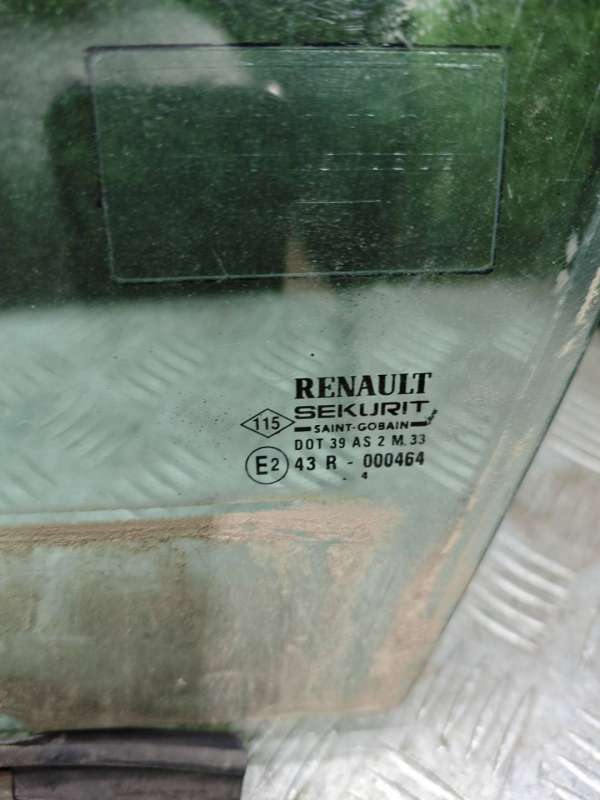 RENAULT
115 SEKURIT
SAINT-GOBAIN
DOT 39 AS 2 M.33
E2 43 R - 000464
. 4